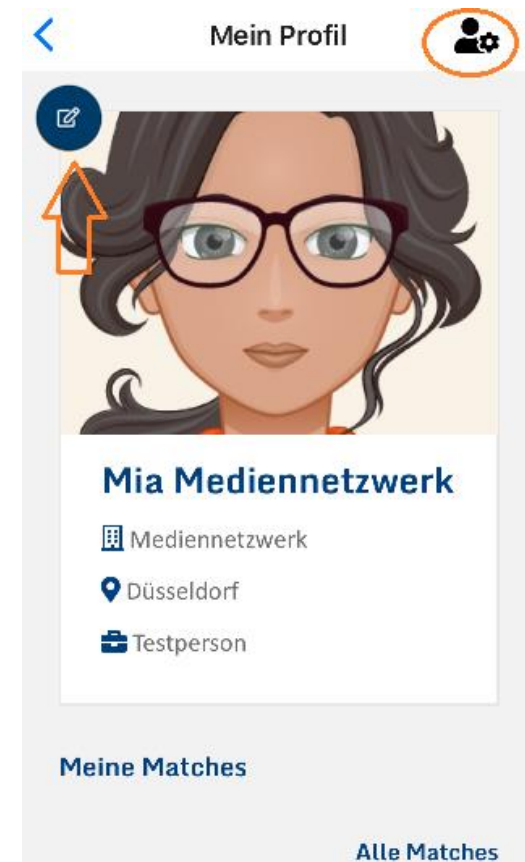 Mein Profil
Mia Mediennetzwerk
Mediennetzwerk
Düsseldorf
Testperson
Meine Matches
Alle Matches